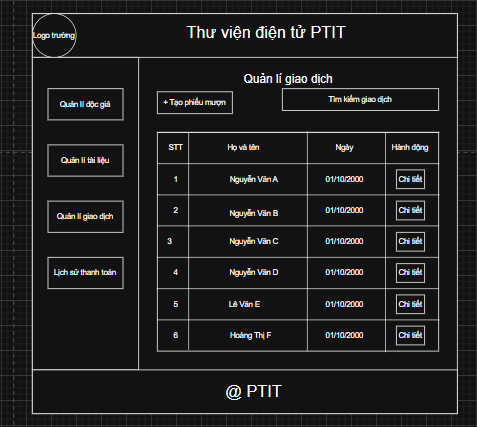 Logo trường
Thư viện điện tử PTIT
Quản lí giao dịch
+ Tạo phiếu mượn
Tìm kiếm giao dịch
Quản lí độc giả
Quản lí tài liệu
Quản lí giao dịch
Lịch sử thanh toán
STT Họ và tên Ngày Hành động
1 Nguyễn Văn A 01/10/2000 Chi tiết
2 Nguyễn Văn B 01/10/2000 Chi tiết
3 Nguyễn Văn C 01/10/2000 Chi tiết
4 Nguyễn Văn D 01/10/2000 Chi tiết
5 Lê Văn E 01/10/2000 Chi tiết
6 Hoàng Thị F 01/10/2000 Chi tiết
@ PTIT